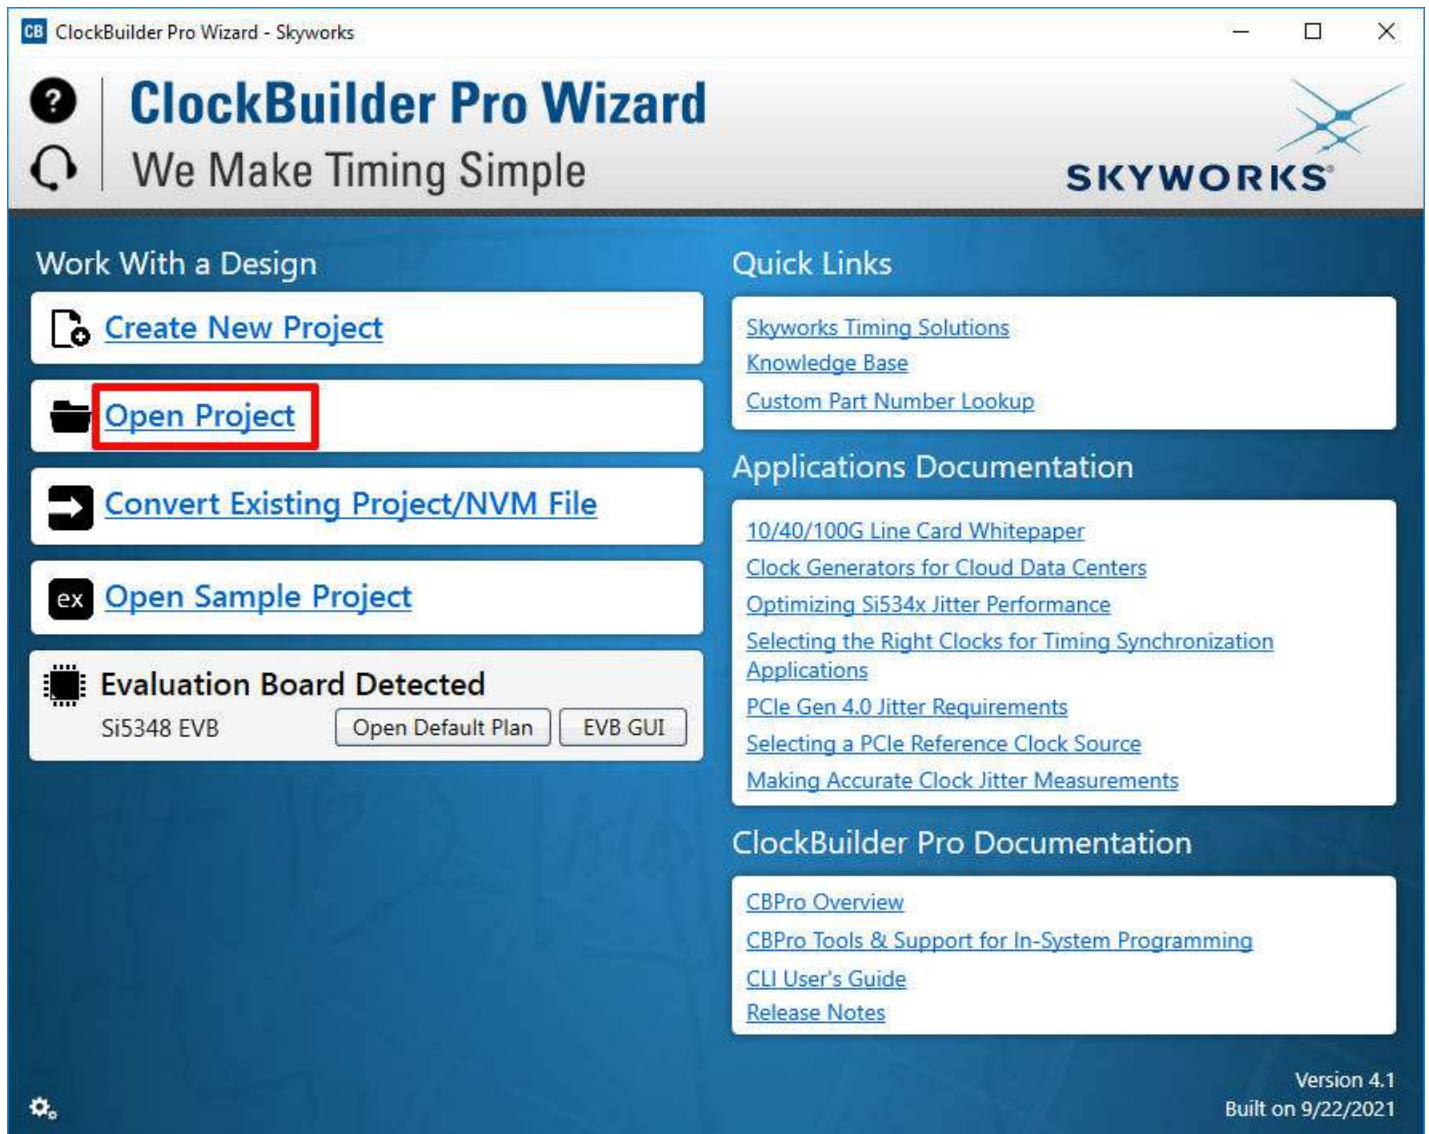 CB ClockBuilder Pro Wizard - Skyworks
?
ClockBuilder Pro Wizard
We Make Timing Simple
SKYWORKS®
Work With a Design
Create New Project
Open Project
Convert Existing Project/NVM File
ex Open Sample Project
Evaluation Board Detected
Si5348 EVB Open Default Plan EVB GUI
Quick Links
Skyworks Timing Solutions
Knowledge Base
Custom Part Number Lookup
Applications Documentation
10/40/100G Line Card Whitepaper
Clock Generators for Cloud Data Centers
Optimizing Si534x Jitter Performance
Selecting the Right Clocks for Timing Synchronization
Applications
PCIe Gen 4.0 Jitter Requirements
Selecting a PCIe Reference Clock Source
Making Accurate Clock Jitter Measurements
ClockBuilder Pro Documentation
CBPro Overview
CBPro Tools & Support for In-System Programming
CLI User's Guide
Release Notes
Version 4.1
Built on 9/22/2021